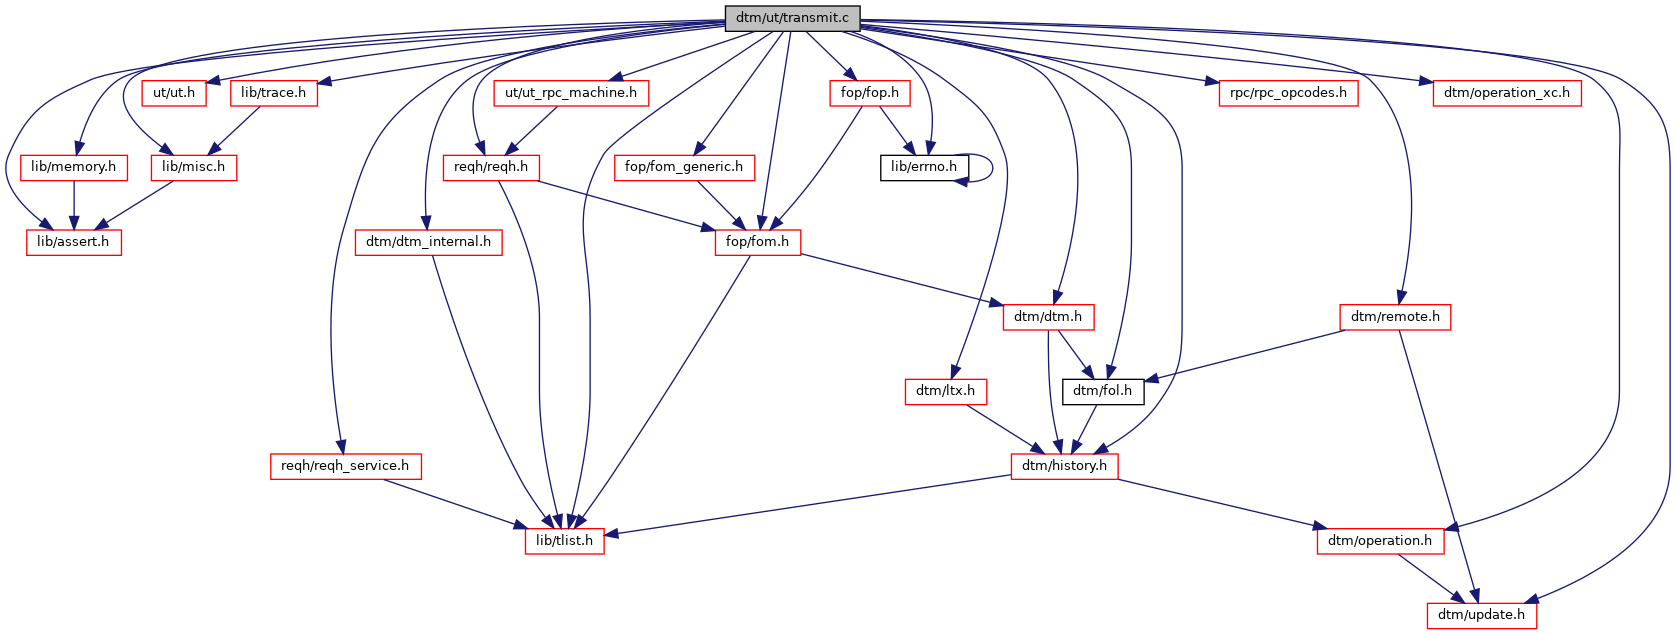 dtm/ut/transmit.c
ut/ut.h
lib/trace.h
ut/ut_rpc_machine.h
fop/fop.h
rpc/rpc_opcodes.h
dtm/operation_xc.h
lib/memory.h
lib/misc.h
reqh/reqh.h
fop/fom_generic.h
lib/errno.h
lib/assert.h
dtm/dtm_internal.h
fop/fom.h
dtm/dtm.h
dtm/remote.h
dtm/ltx.h
dtm/fol.h
reqh/reqh_service.h
dtm/history.h
lib/tlist.h
dtm/operation.h
dtm/update.h